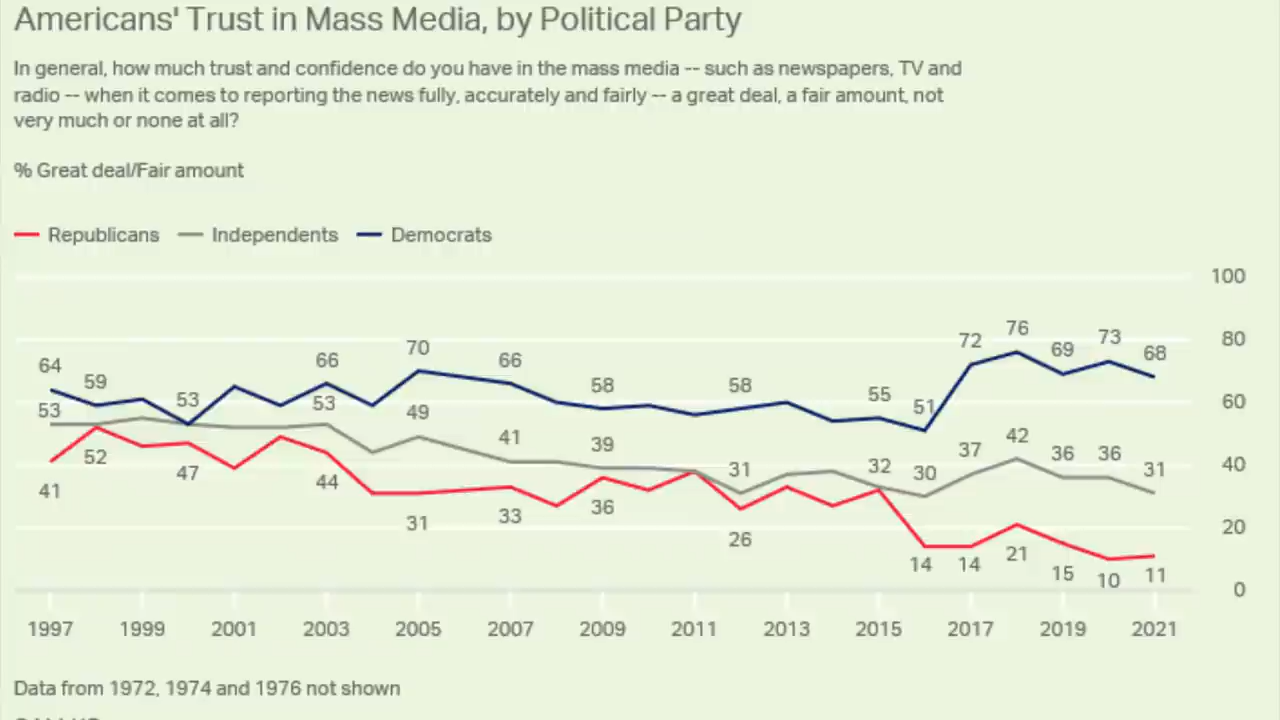 Americans' Trust in Mass Media, by Political Party
In general, how much trust and confidence do you have in the mass media -- such as newspapers, TV and
radio -- when it comes to reporting the news fully, accurately and fairly -- a great deal, a fair amount, not
very much or none at all?
% Great deal/Fair amount
Republicans Independents Democrats
100
80
60
40
20
0
64 59 53 66 70 66 58 58 55 51 72 76 69 73 68
53 53 49 41 39 31 32 30 37 42 36 36 31
41 52 47 44 31 33 36 26 14 14 21 15 10 11
1997 1999 2001 2003 2005 2007 2009 2011 2013 2015 2017 2019 2021
Data from 1972, 1974 and 1976 not shown